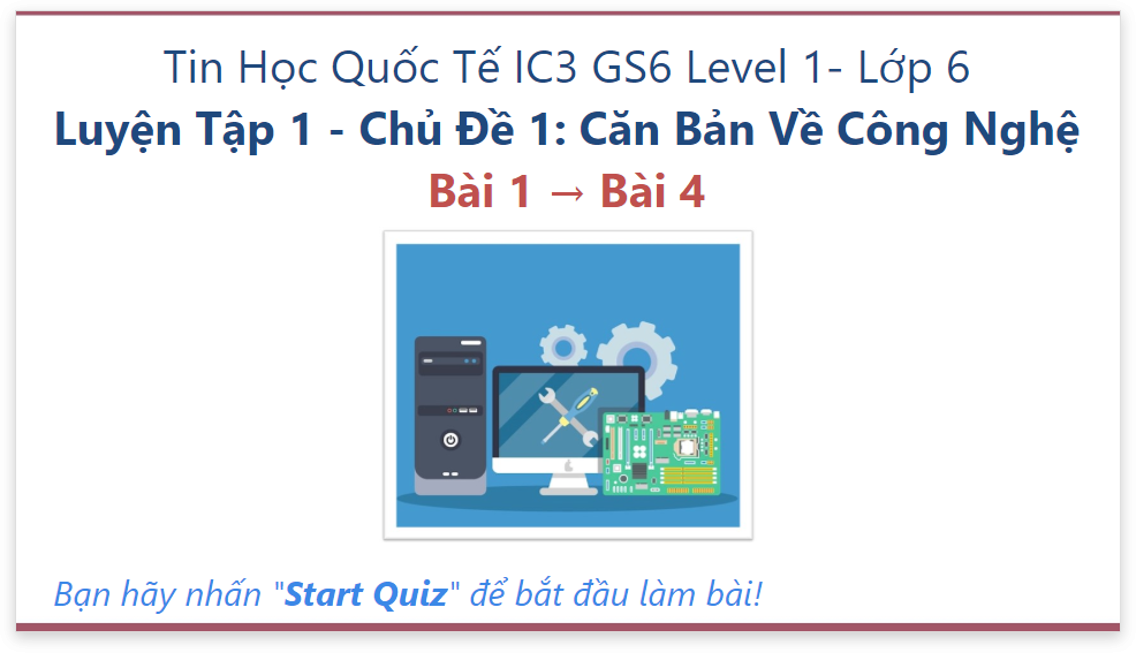 Tin Học Quốc Tế IC3 GS6 Level 1- Lớp 6
Luyện Tập 1 - Chủ Đề 1: Căn Bản Về Công Nghệ
Bài 1 → Bài 4
Bạn hãy nhấn "Start Quiz" để bắt đầu làm bài!